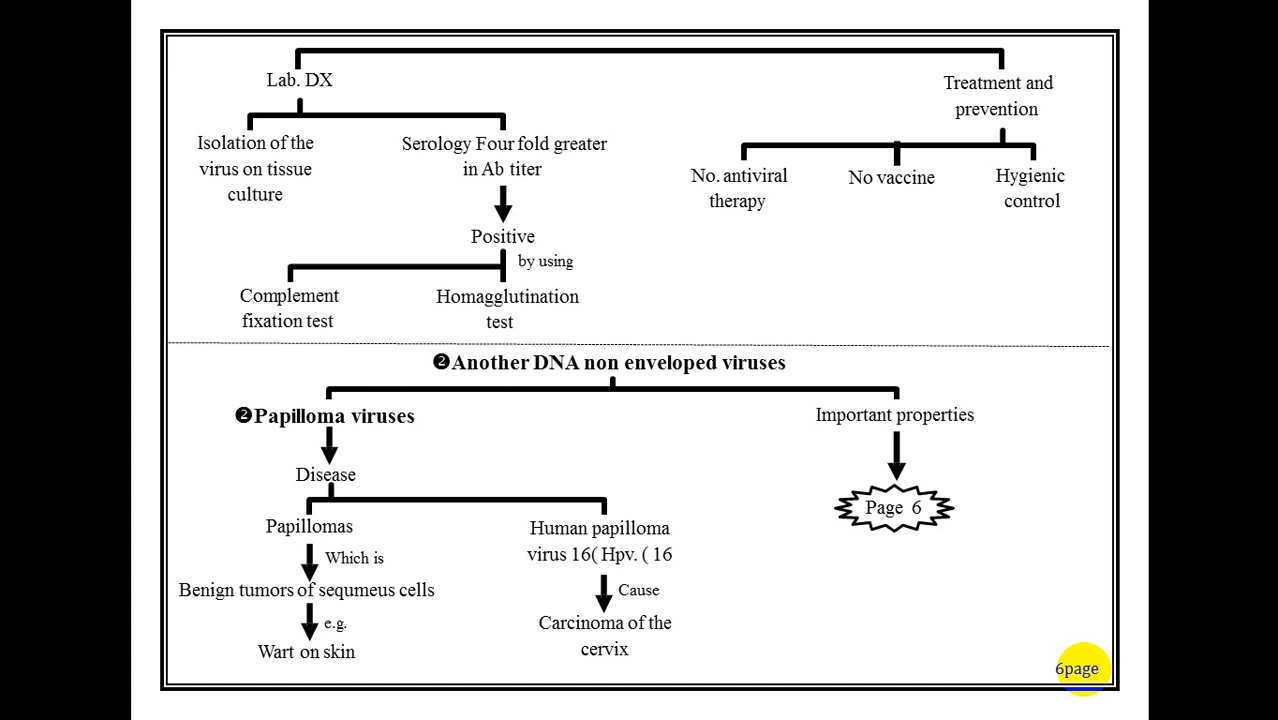 Lab. DX
Treatment and
prevention
Isolation of the
virus on tissue
culture
Serology Four fold greater
in Ab titer
No. antiviral
therapy
No vaccine
Hygienic
control
Positive
by using
Complement
fixation test
Homagglutination
test
❷Another DNA non enveloped viruses
❷Papilloma viruses
Important properties
Disease
Page 6
Papillomas
Human papilloma
virus 16( Hpv. ( 16
Which is
Cause
Benign tumors of sequmeus cells
Carcinoma of the
cervix
e.g.
Wart on skin
6page